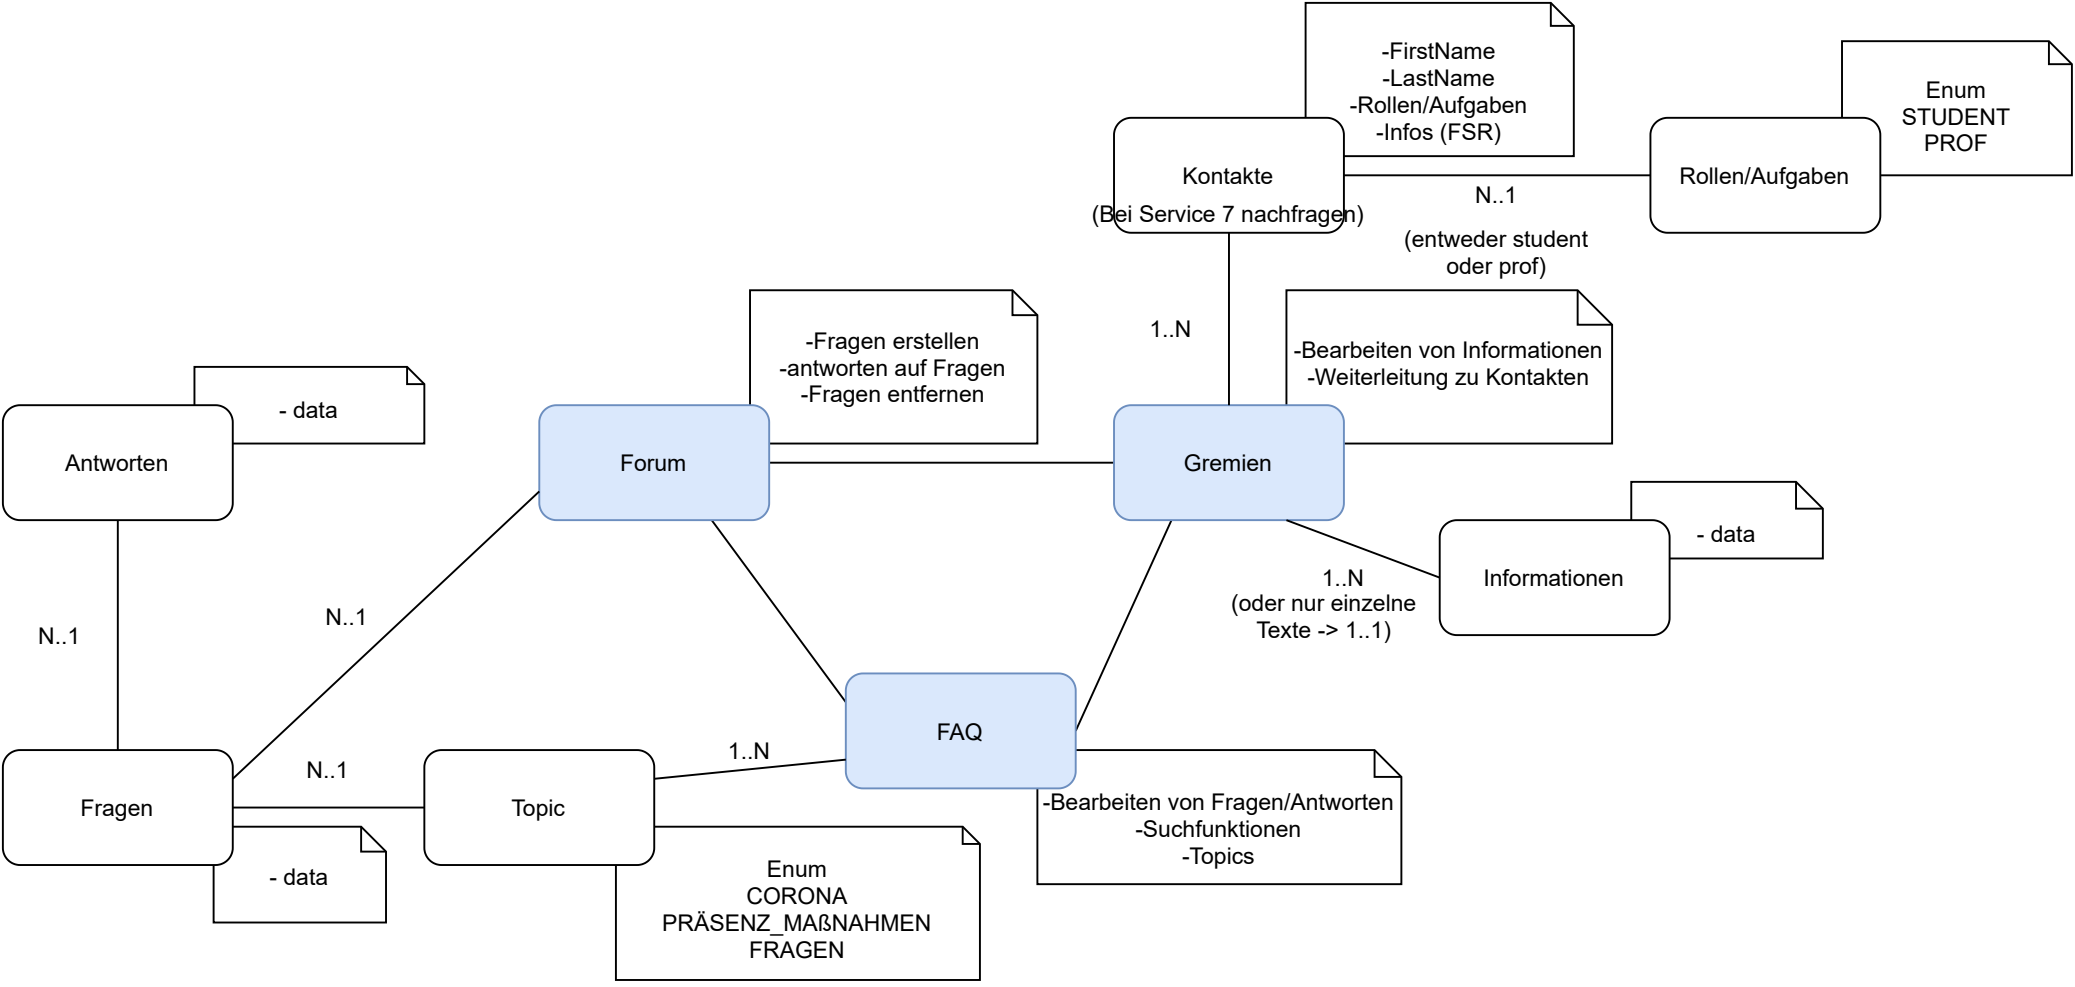 -FirstName
-LastName
-Rollen/Aufgaben
-Infos (FSR)
Enum
STUDENT
PROF
Kontakte
(Bei Service 7 nachfragen)
N..1
(entweder student
oder prof)
Rollen/Aufgaben
1..N
-Fragen erstellen
-antworten auf Fragen
-Fragen entfernen
-Bearbeiten von Informationen
-Weiterleitung zu Kontakten
- data
Antworten
Forum
Gremien
- data
Informationen
1..N
(oder nur einzelne
Texte -> 1..1)
N..1
N..1
FAQ
1..N
N..1
Fragen
Topic
-Bearbeiten von Fragen/Antworten
-Suchfunktionen
-Topics
- data
Enum
CORONA
PRÄSENZ_MAßNAHMEN
FRAGEN